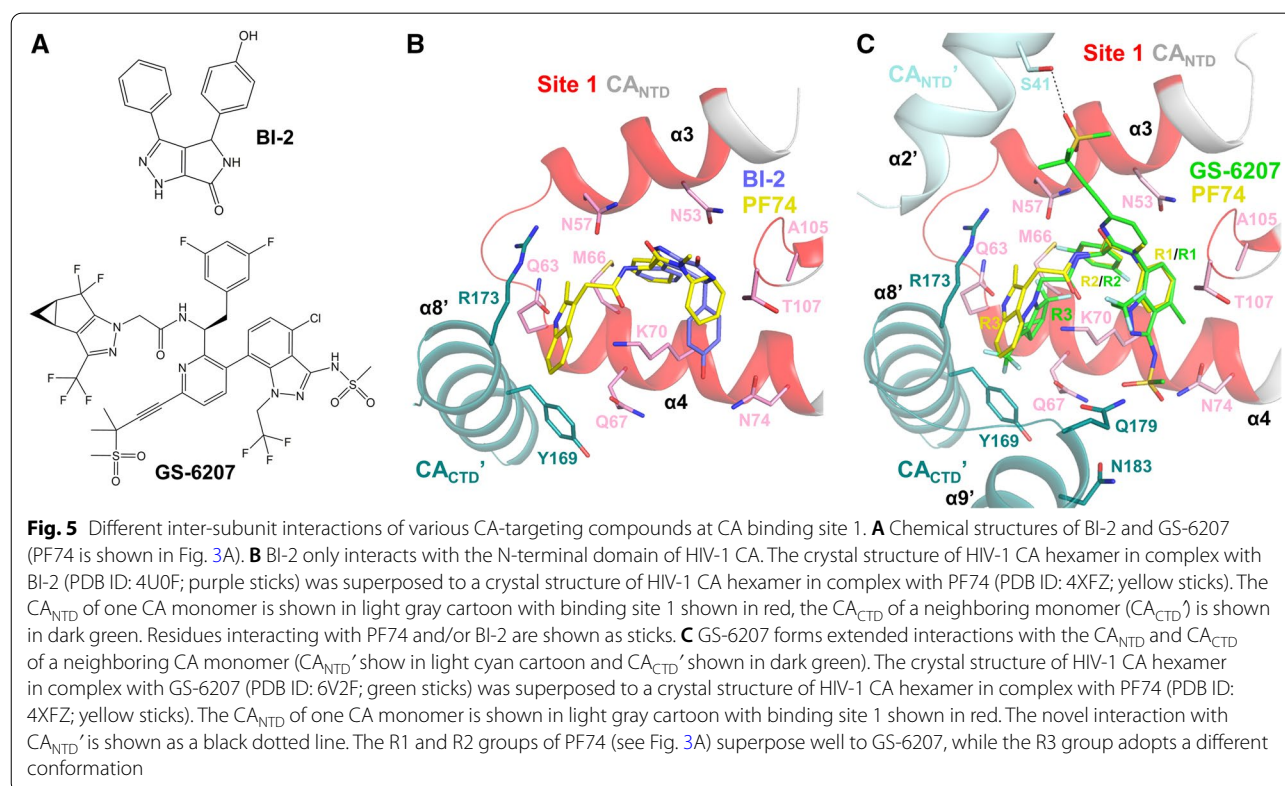 A
OH
N
N
H
NH
O
BI-2
F
F
F
F
N
N
F
F
F
O
H
N
N
Cl
N
N
HN
S
O
O
F
F
F
S
O
O
GS-6207
B
Site 1 CANTD
α3
BI-2
PF74
N57
N53
A105
Q63
M66
R173
α8’
T107
K70
α4
Q67
N74
Y169
CACTD’
C
CANTD’
S41
Site 1 CANTD
α3
α2’
GS-6207
PF74
N57
N53
A105
M66
Q63
R1/R1
R2/R2
R173
α8’
T107
R3
R3
K70
Q67
N74
α4
Y169
Q179
CACTD’
N183
α9’
Fig. 5 Different inter-subunit interactions of various CA-targeting compounds at CA binding site 1. A Chemical structures of BI-2 and GS-6207
(PF74 is shown in Fig. 3A). B BI-2 only interacts with the N-terminal domain of HIV-1 CA. The crystal structure of HIV-1 CA hexamer in complex with
BI-2 (PDB ID: 4U0F; purple sticks) was superposed to a crystal structure of HIV-1 CA hexamer in complex with PF74 (PDB ID: 4XFZ; yellow sticks). The
CANTD of one CA monomer is shown in light gray cartoon with binding site 1 shown in red, the CACTD of a neighboring monomer (CACTD’) is shown
in dark green. Residues interacting with PF74 and/or BI-2 are shown as sticks. C GS-6207 forms extended interactions with the CANTD and CACTD
of a neighboring CA monomer (CANTD’ show in light cyan cartoon and CACTD’ shown in dark green). The crystal structure of HIV-1 CA hexamer
in complex with GS-6207 (PDB ID: 6V2F; green sticks) was superposed to a crystal structure of HIV-1 CA hexamer in complex with PF74 (PDB ID:
4XFZ; yellow sticks). The CANTD of one CA monomer is shown in light gray cartoon with binding site 1 shown in red. The novel interaction with
CANTD’ is shown as a black dotted line. The R1 and R2 groups of PF74 (see Fig. 3A) superpose well to GS-6207, while the R3 group adopts a different
conformation